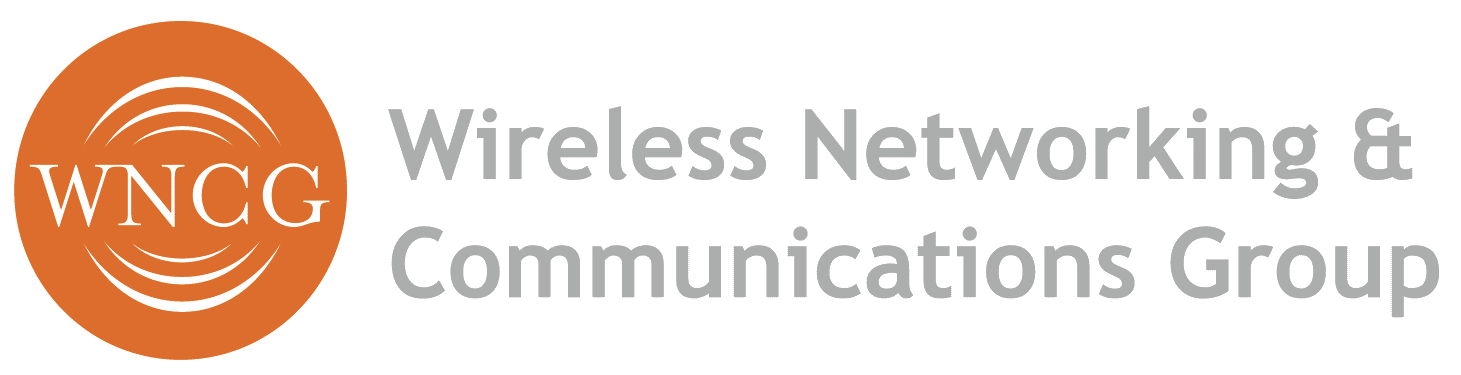 WNCG
Wireless Networking &
Communications Group